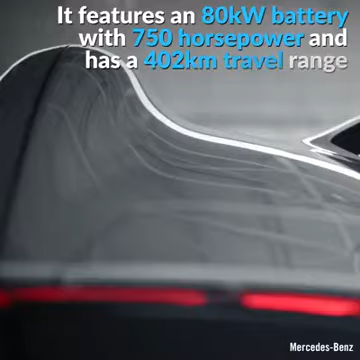 It features an 80kW battery
with 750 horsepower and
has a 402km travel range
Mercedes-Benz